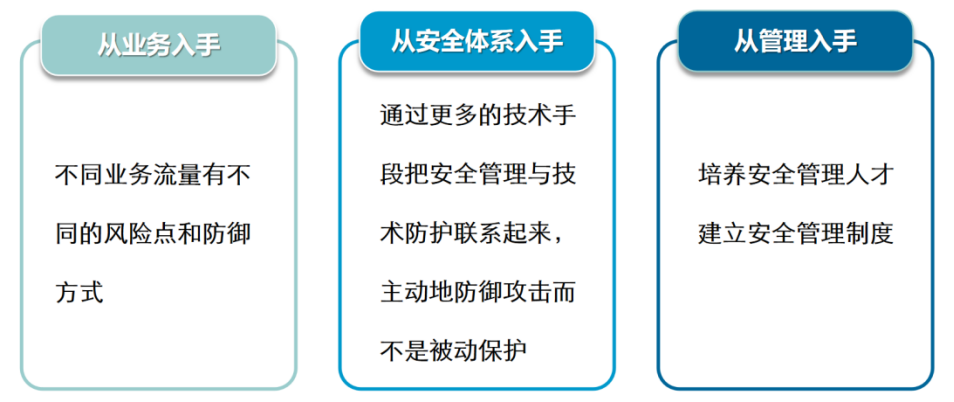 从业务入手
不同业务流量有不
同的风险点和防御
方式
从安全体系入手
通过更多的技术手
段把安全管理与技
术防护联系起来，
主动地防御攻击而
不是被动保护
从管理入手
培养安全管理人才
建立安全管理制度